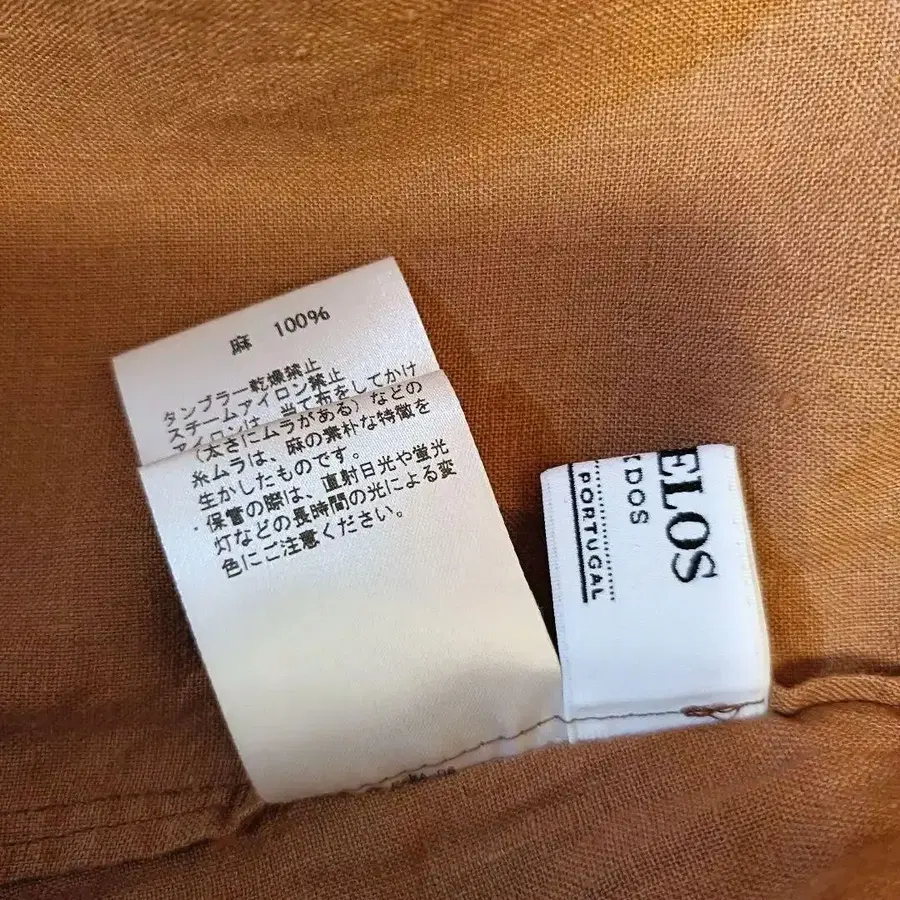 麻 100%
タンブラー乾燥禁止
スチームアイロン禁止
アイロンは、当て布をしてかけ
(太さにムラがある)などの
糸ムラは、麻の素朴な特徴を
生かしたものです。
・保管の際は、直射日光や蛍光
灯などの長時間の光による変
色にご注意ください。
ELOS
DOS
PORTUGAL